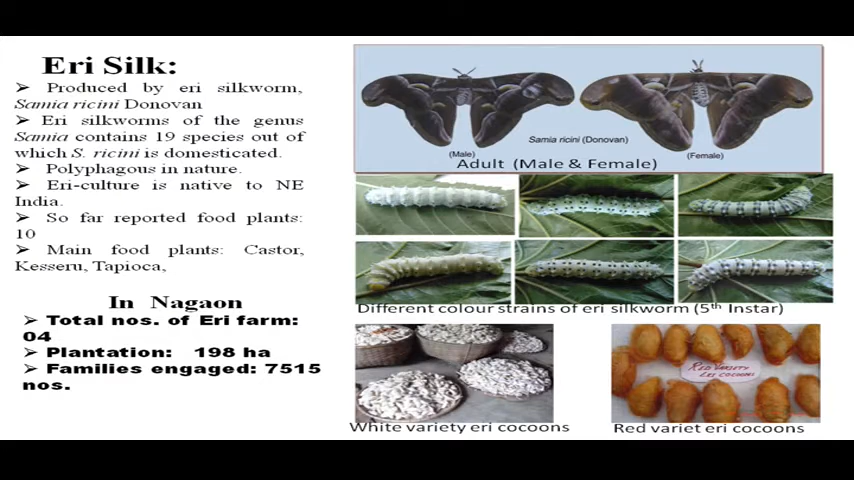 Eri Silk:
➢ Produced by eri silkworm,
Samia ricini Donovan
➢ Eri silkworms of the genus
Samia contains 19 species out of
which S. ricini is domesticated.
➢ Polyphagous in nature.
➢ Eri-culture is native to NE
India.
➢ So far reported food plants:
10
➢ Main food plants: Castor,
Kesseru, Tapioca,
In Nagaon
➢ Total nos. of Eri farm:
04
➢ Plantation: 198 ha
➢ Families engaged: 7515
nos.
Samia ricini (Donovan)
(Male)
(Female)
Adult (Male & Female)
Different colour strains of eri silkworm (5th Instar)
RED VARIETY
ERI COCOONS
White variety eri cocoons
Red variet eri cocoons